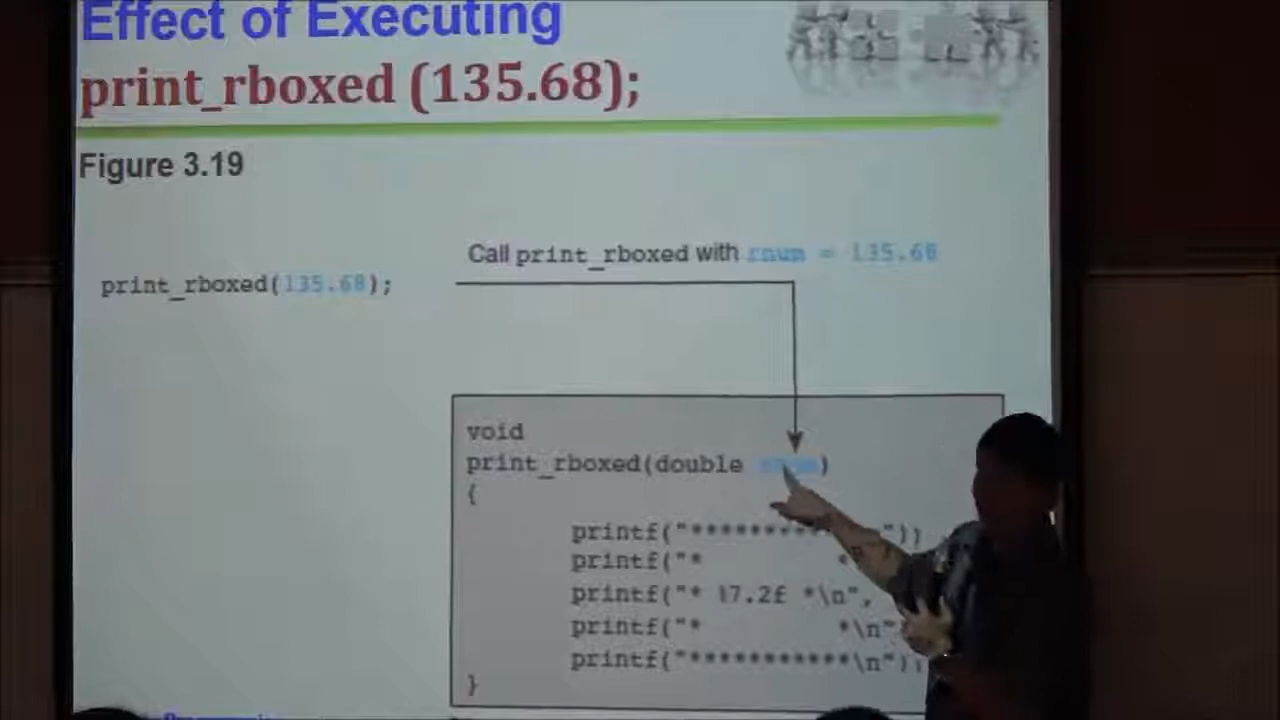 Effect of Executing
print_rboxed (135.68);
Figure 3.19
Call print_rboxed with rnum = 135.68
print_rboxed(135.68);
void
print_rboxed(double
)
{
printf("***********
"));
printf("*
*
printf("* %7.2f *\n",
printf("*         *\n"
printf("***********\n");
}